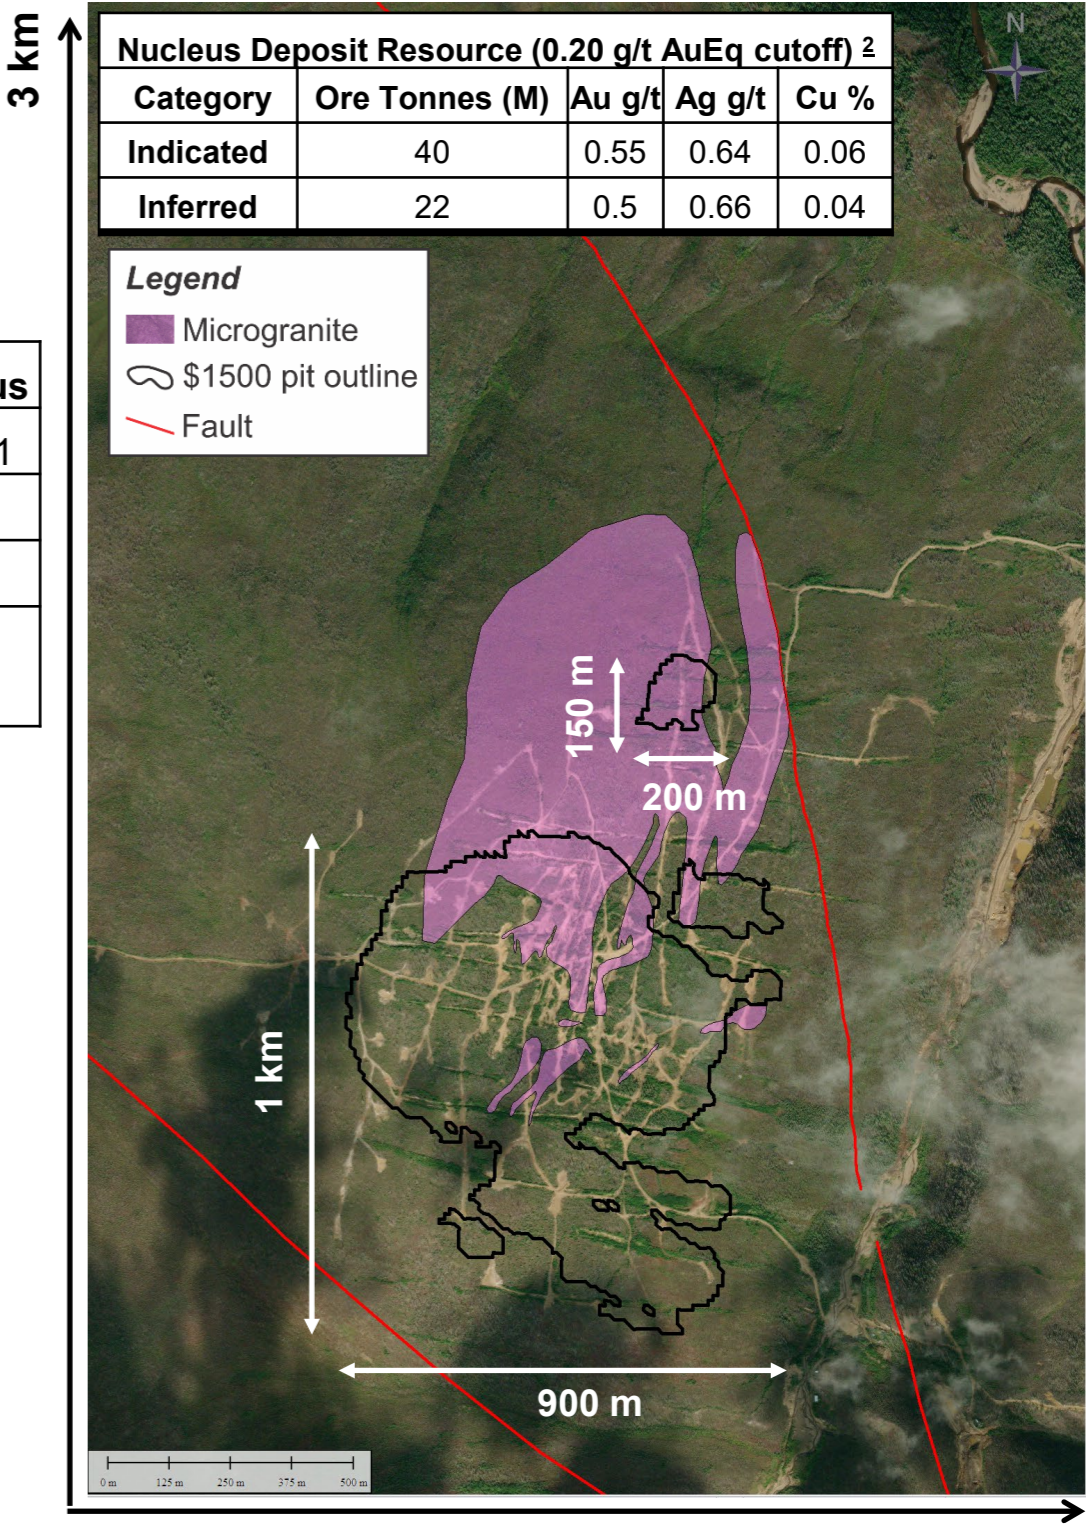 3 km
N
Nucleus Deposit Resource (0.20 g/t AuEq cutoff) 2
Category Ore Tonnes (M) Au g/t Ag g/t Cu %
Indicated 40 0.55 0.64 0.06
Inferred 22 0.5 0.66 0.04
Legend
Microgranite
$1500 pit outline
Fault
us
1
150 m
200 m
1 km
900 m
0 m 125 m 250 m 375 m 500 m